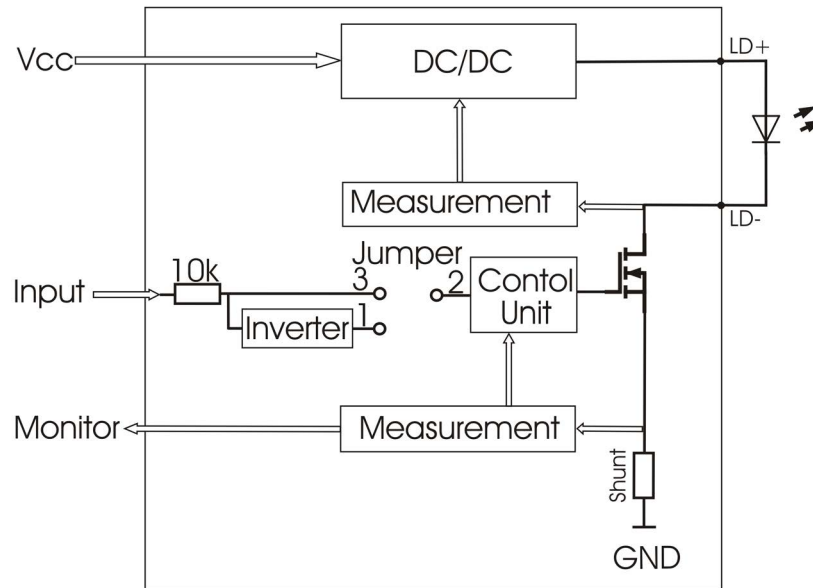 LD+
Vcc
DC/DC
Measurement
LD-
Jumper
10k
3
2
Contol
Unit
Input
Inverter
1
Monitor
Measurement
Shunt
GND